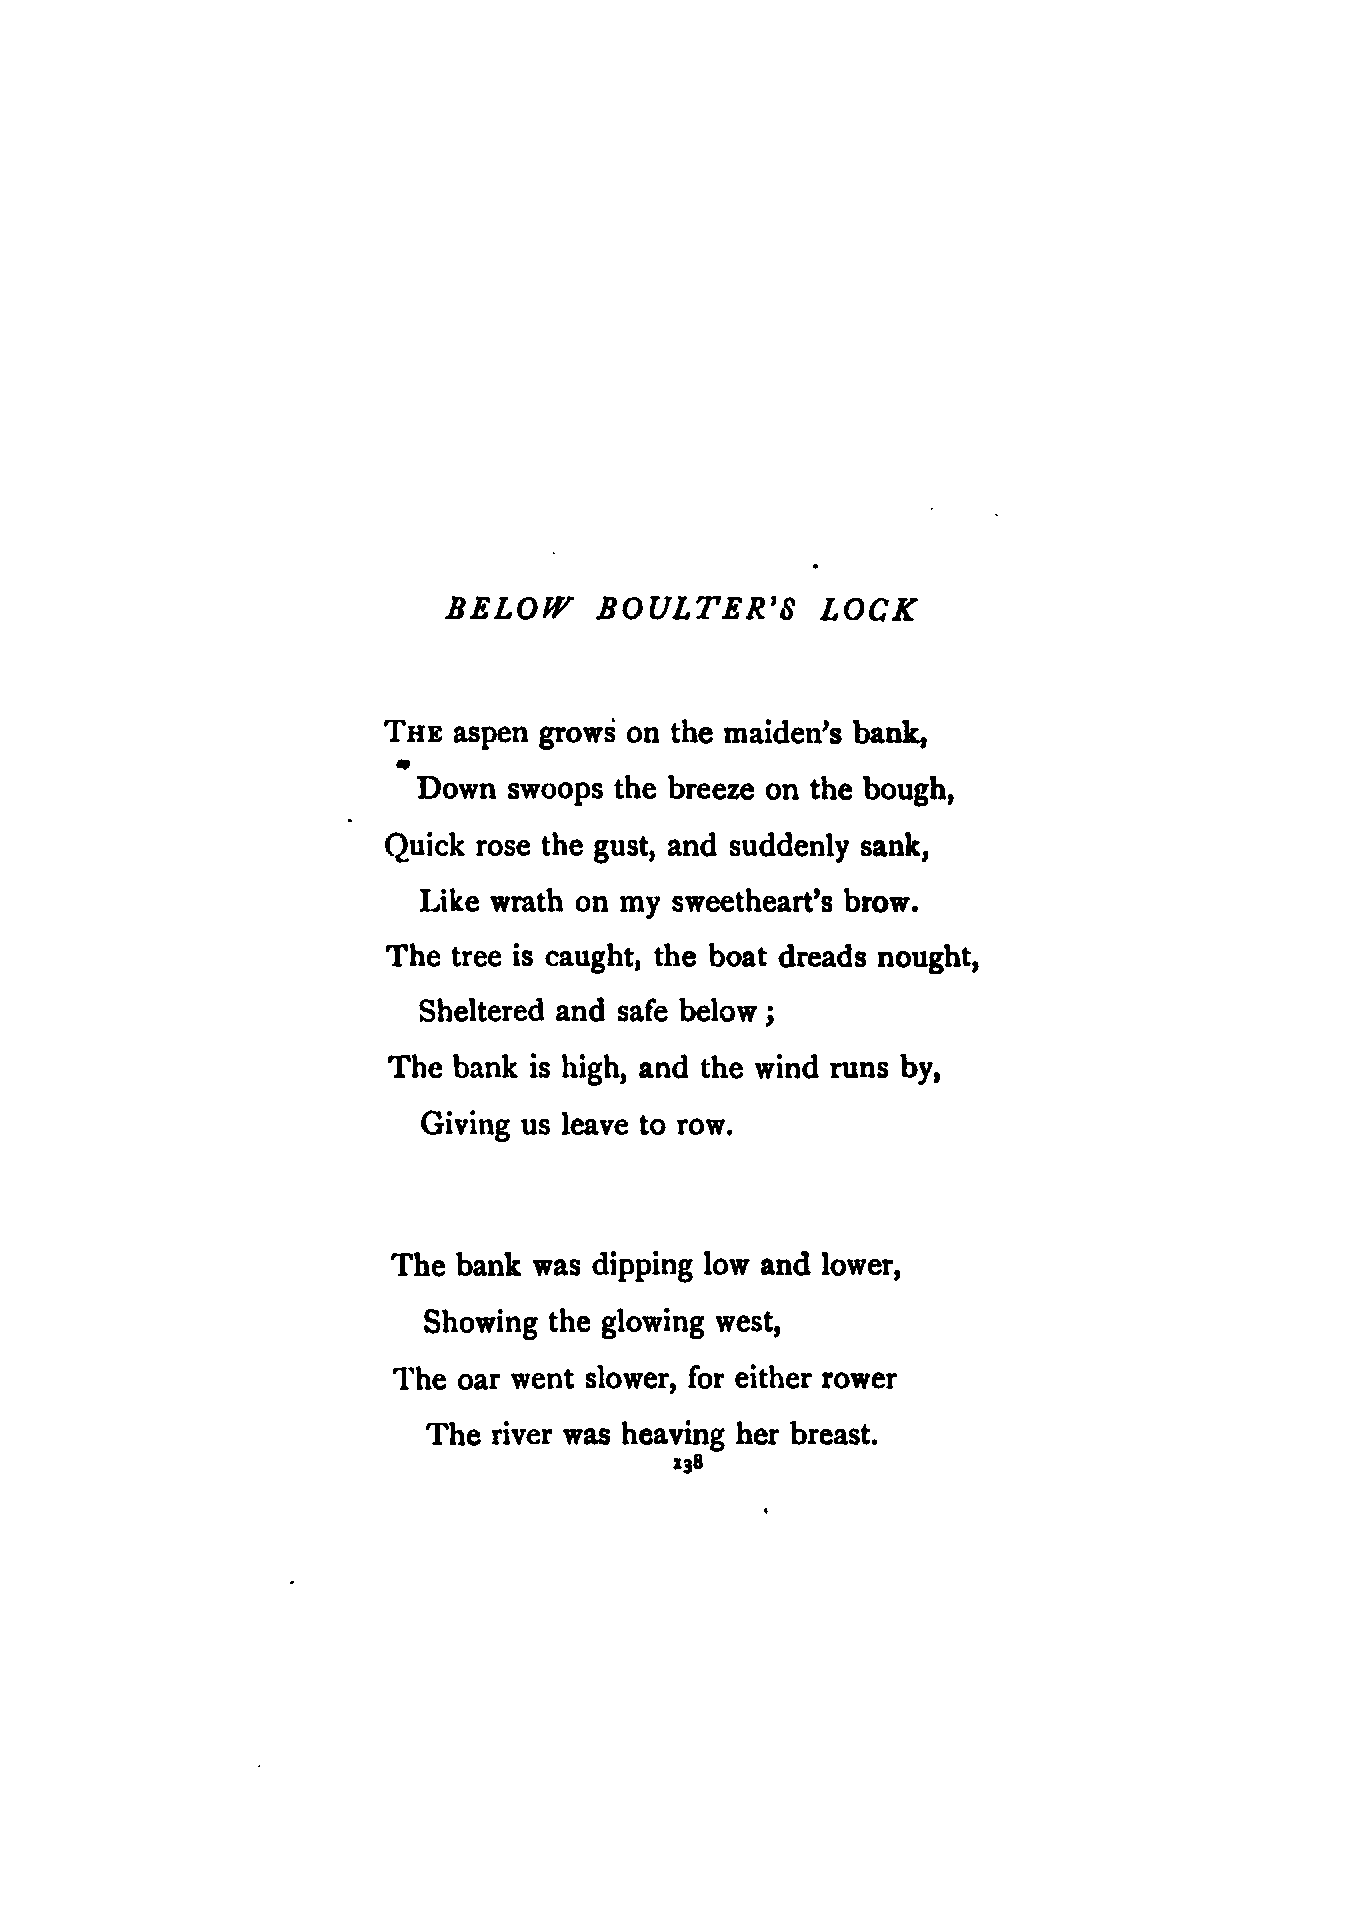 BELOW BOULTER'S LOCK
THE aspen grows on the maiden's bank,
Down swoops the breeze on the bough,
Quick rose the gust, and suddenly sank,
Like wrath on my sweetheart's brow.
The tree is caught, the boat dreads nought,
Sheltered and safe below ;
The bank is high, and the wind runs by,
Giving us leave to row.
The bank was dipping low and lower,
Showing the glowing west,
The oar went slower, for either rower
The river was heaving her breast.
138